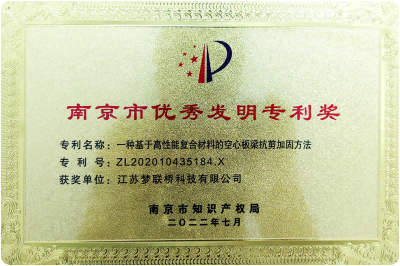 南京市优秀发明专利奖
专利名称：一种基于高性能复合材料的空心板梁抗剪加固方法
专利号：ZL202010435184.X
获奖单位：江苏梦联桥科技有限公司
南京市知识产权局
二〇二二年七月